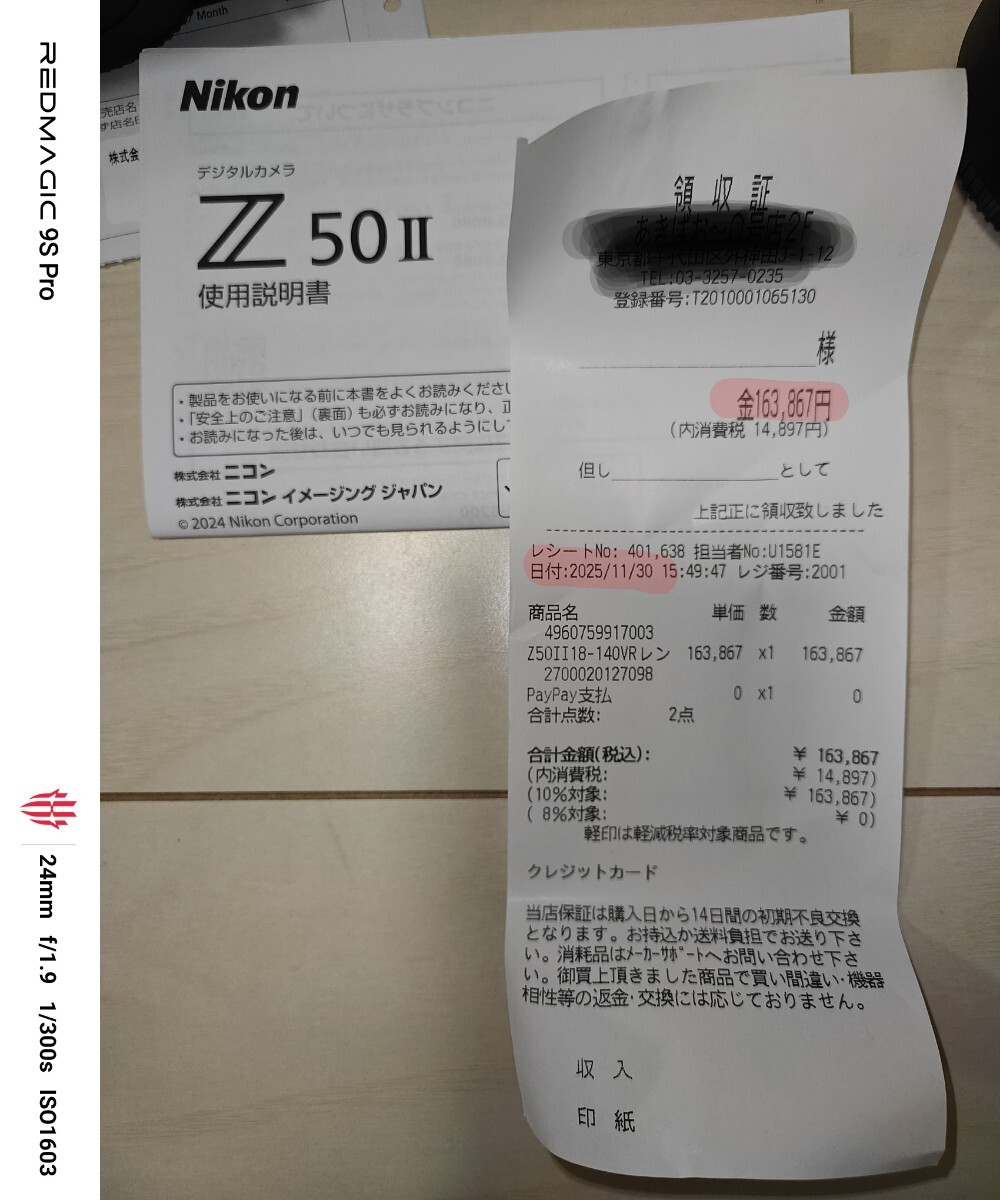 REDMAGIC 9S Pro
24mm f/1.9 1/300s ISO1603
Month
売店名
株式会
Nikon
デジタルカメラ
Z 50II
使用説明書
・製品をお使いになる前に本書をよくお読みくださ
・「安全上のご注意」（裏面）も必ずお読みになり、正
・お読みになった後は、いつでも見られるようにし
株式会社 ニコン
株式会社 ニコン イメージング ジャパン
© 2024 Nikon Corporation
領 収 証
TEL:03-3257-0235
登録番号:T2010001065130
様
金163,867円
(内消費税 14,897円)
但し として
上記正に領収致しました
レシートNo: 401,638 担当者No:U1581E
日付:2025/11/30 15:49:47 レジ番号:2001
商品名 単価 数 金額
4960759917003
Z50II18-140VRレン 163,867 x1 163,867
2700020127098
PayPay支払 0 x1 0
合計点数: 2点
合計金額(税込): ¥ 163,867
(内消費税: ¥ 14,897)
(10%対象: ¥ 163,867)
( 8%対象: ¥ 0)
軽印は軽減税率対象商品です。
クレジットカード
当店保証は購入日から14日間の初期不良交換
となります。お持込か送料負担でお送り下さ
い。消耗品はﾒｰｶｰｻﾎﾟｰﾄへお問い合わせ下さ
い。御買上頂きました商品で買い間違い･機器
相性等の返金･交換には応じておりません。
収 入
印 紙